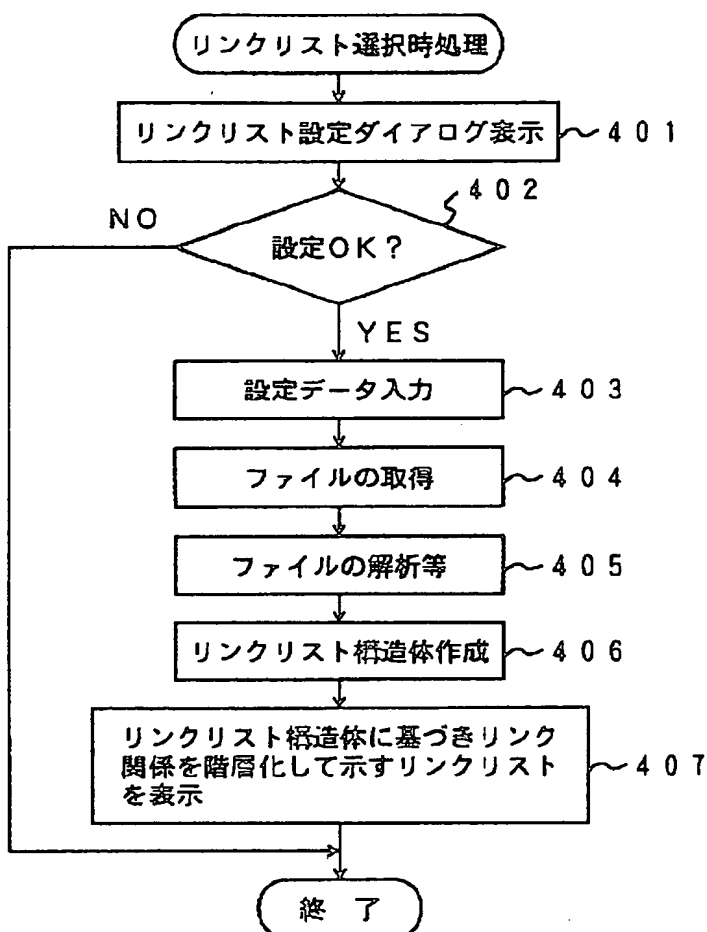 リンクリスト選択時処理
リンクリスト設定ダイアログ表示
401
402
NO
設定OK?
YES
設定データ入力
403
ファイルの取得
404
ファイルの解析等
405
リンクリスト構造体作成
406
リンクリスト構造体に基づきリンク
関係を階層化して示すリンクリスト
を表示
407
終 了